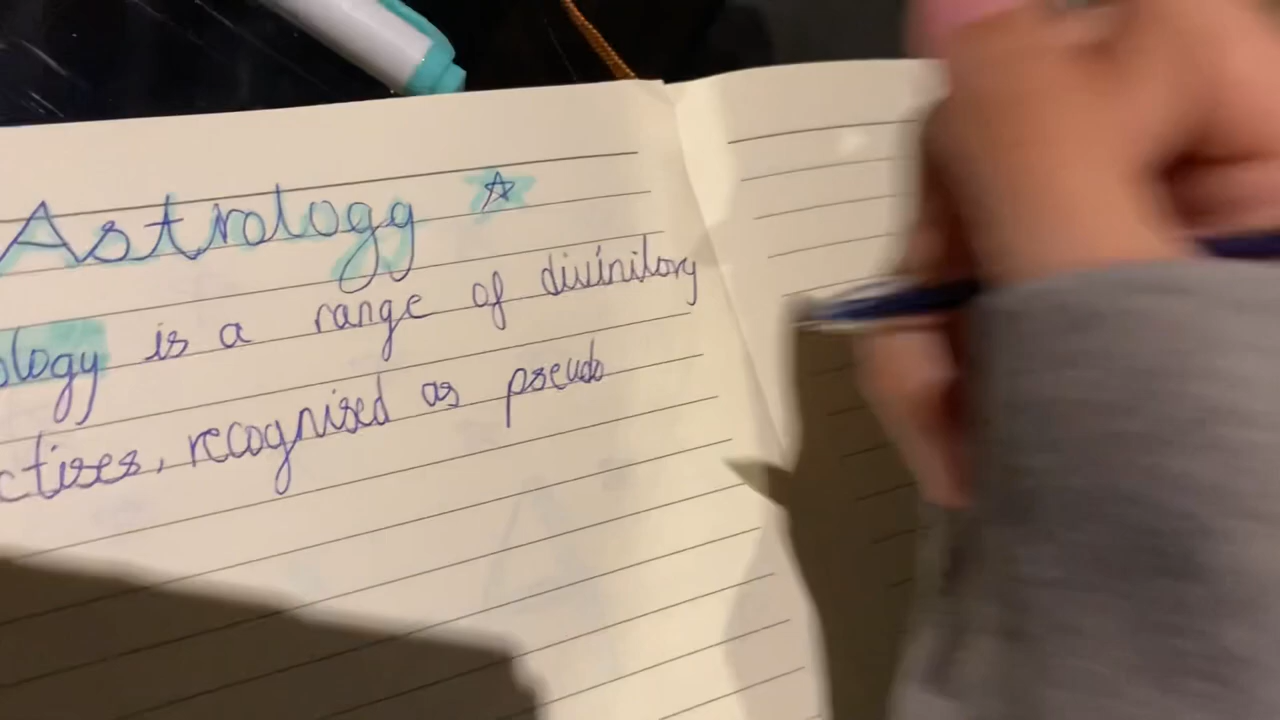 Astrology ☆
ology is a range of divinitory
ctises, recognised as pseudo